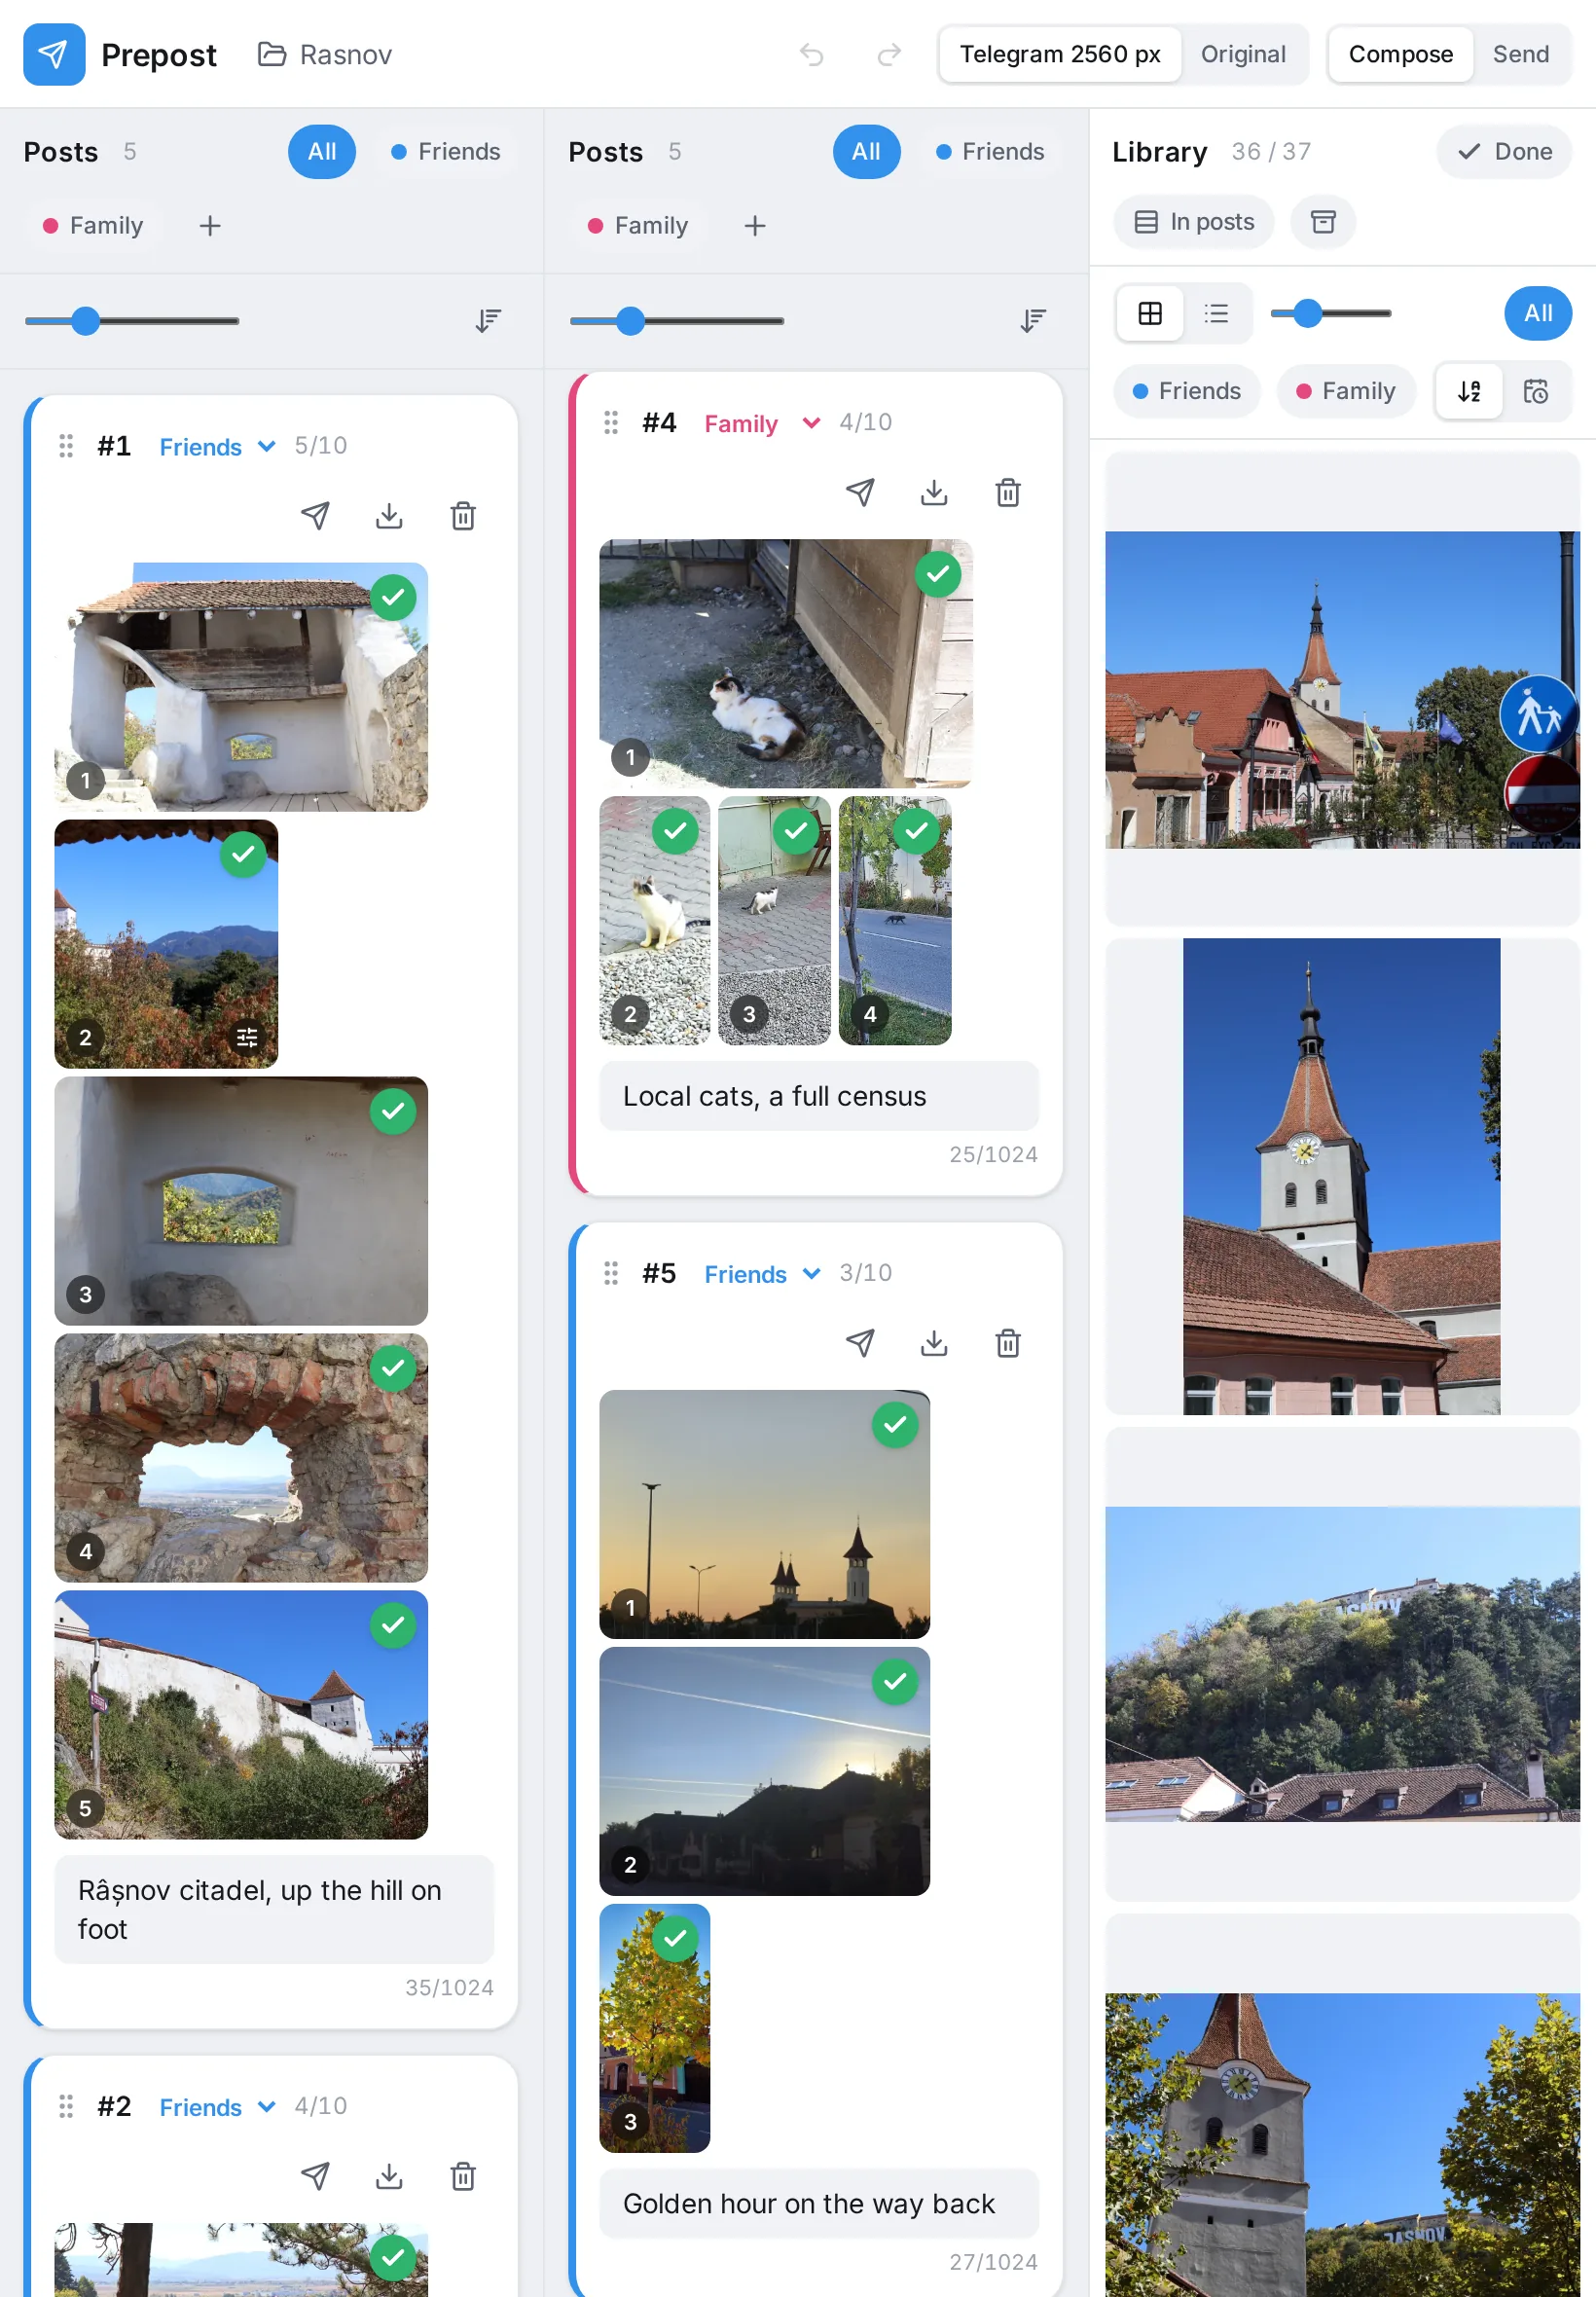 Prepost
Rasnov
Telegram 2560 px
Original
Compose
Send
Posts 5
All
Friends
Family
#1 Friends 5/10
1
2
3
4
5
Râșnov citadel, up the hill on
foot
35/1024
#2 Friends 4/10
Posts 5
All
Friends
Family
#4 Family 4/10
1
2
3
4
Local cats, a full census
25/1024
#5 Friends 3/10
1
2
3
Golden hour on the way back
27/1024
Library 36 / 37
Done
In posts
All
Friends
Family